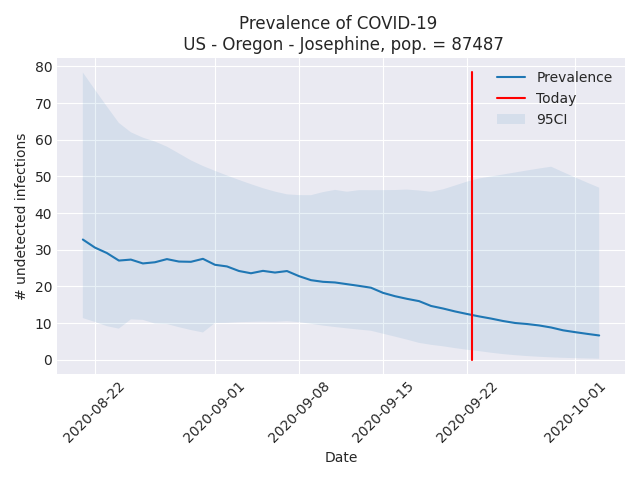 Prevalence of COVID-19
US - Oregon - Josephine, pop. = 87487
Prevalence
Today
95CI
# undetected infections
80
70
60
50
40
30
20
10
0
2020-08-22
2020-09-01
2020-09-08
2020-09-15
2020-09-22
2020-10-01
Date